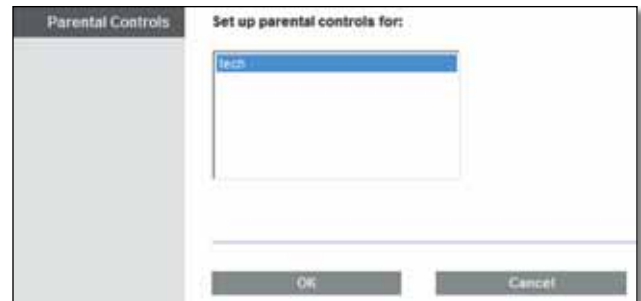 Parental Controls
Set up parental controls for:
tech
OK
Cancel